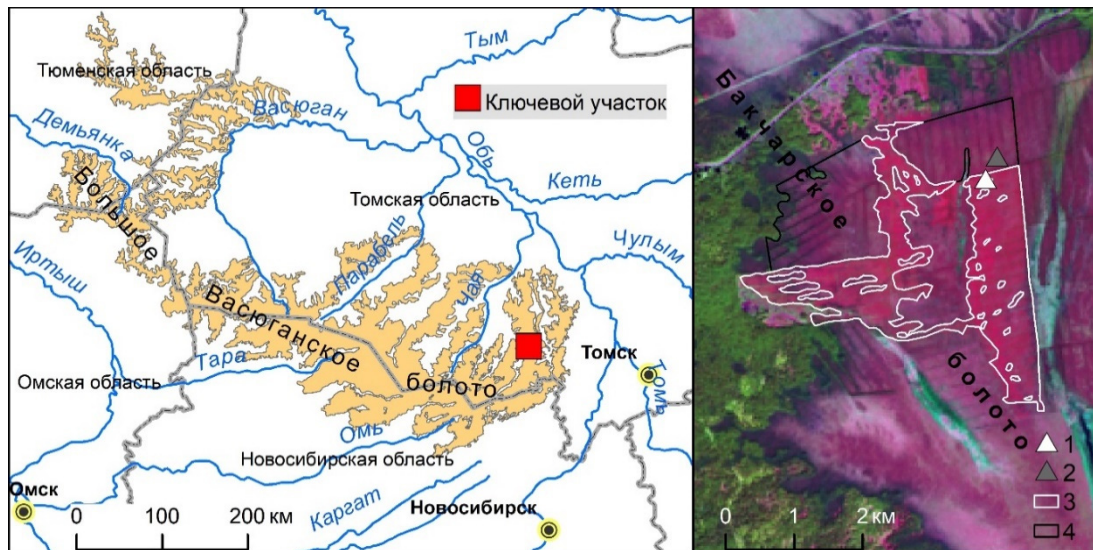 Тюменская область
Тым
Ключевой участок
Демьянка
Васюган
Обь
Кеть
Большое
Томская область
Иртыш
Парабель
Чулым
Чая
Васюганское
Тара
Томск
Омская область
болото
Томь
Омь
Новосибирская область
Омск
Каргат
Новосибирск
0 100 200 км
Бакчарское
болото
1
2
3
4
0 1 2 км